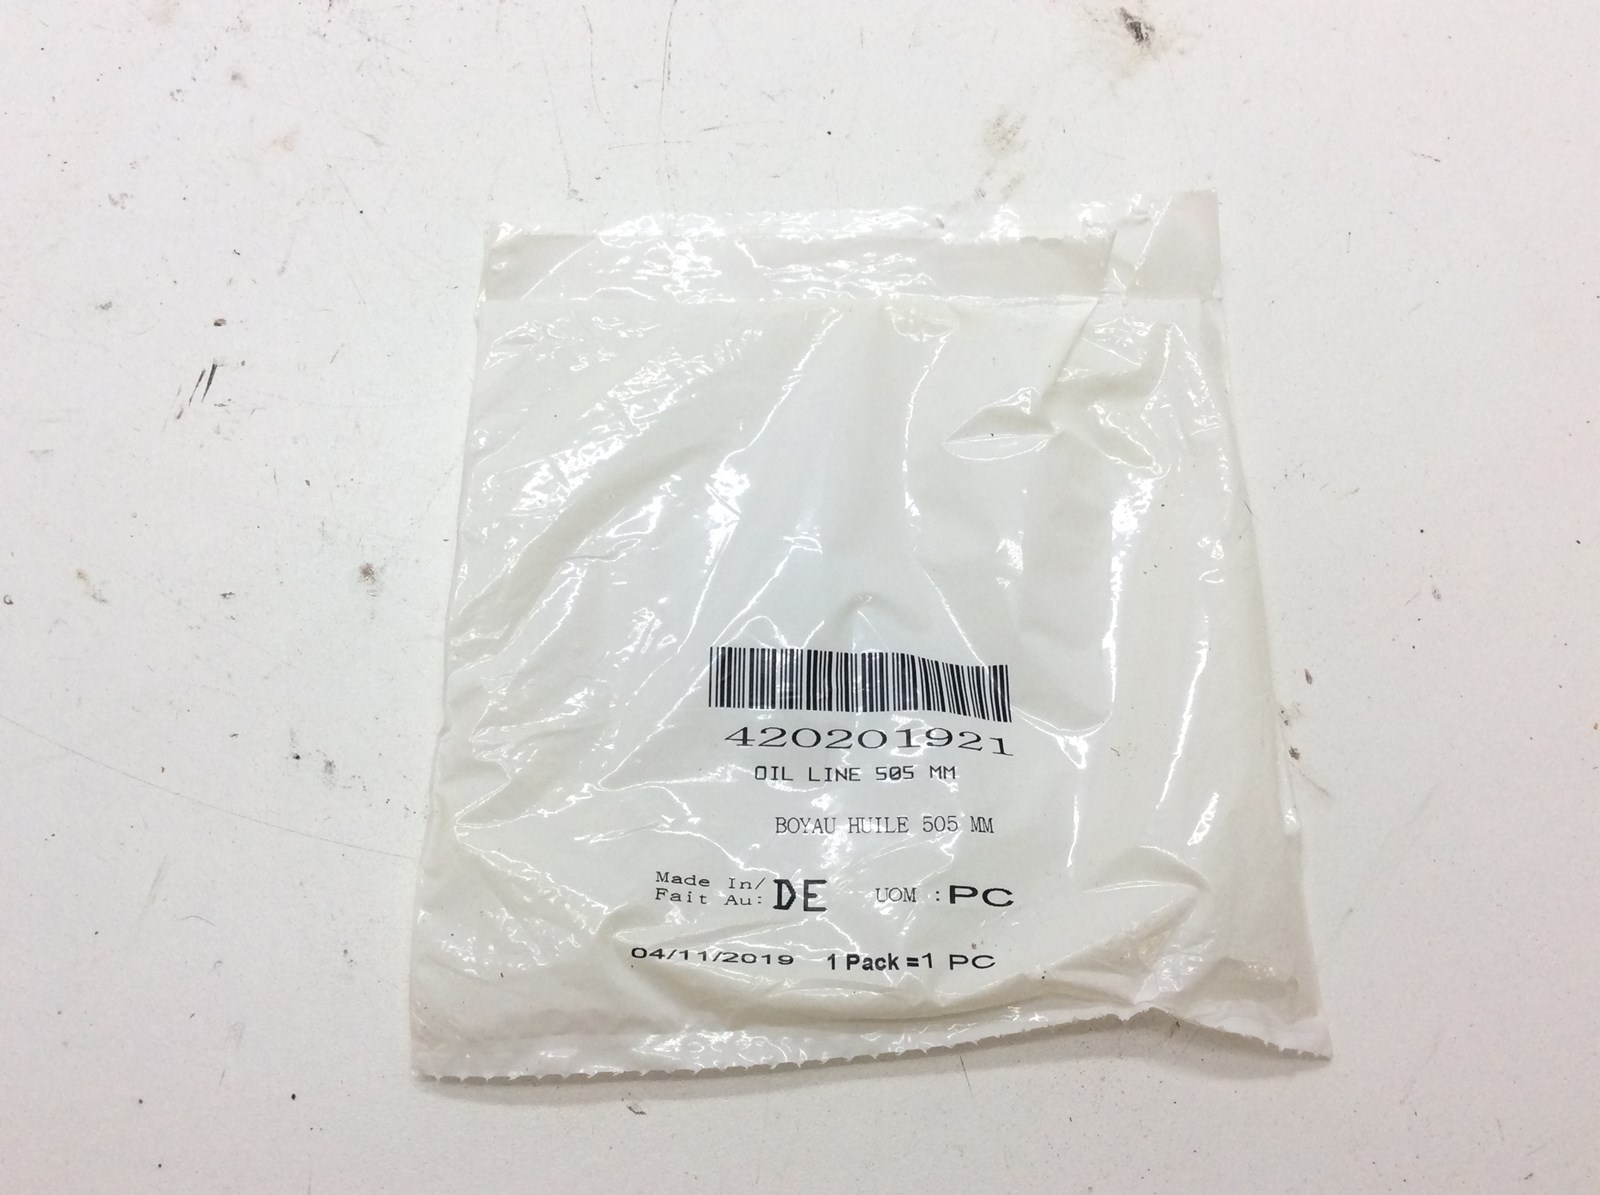 420201921
OIL LINE 505 MM
BOYAU HUILE 505 MM
Made In/
Fait Au: DE UOM : PC
04/11/2019 1 Pack =1 PC